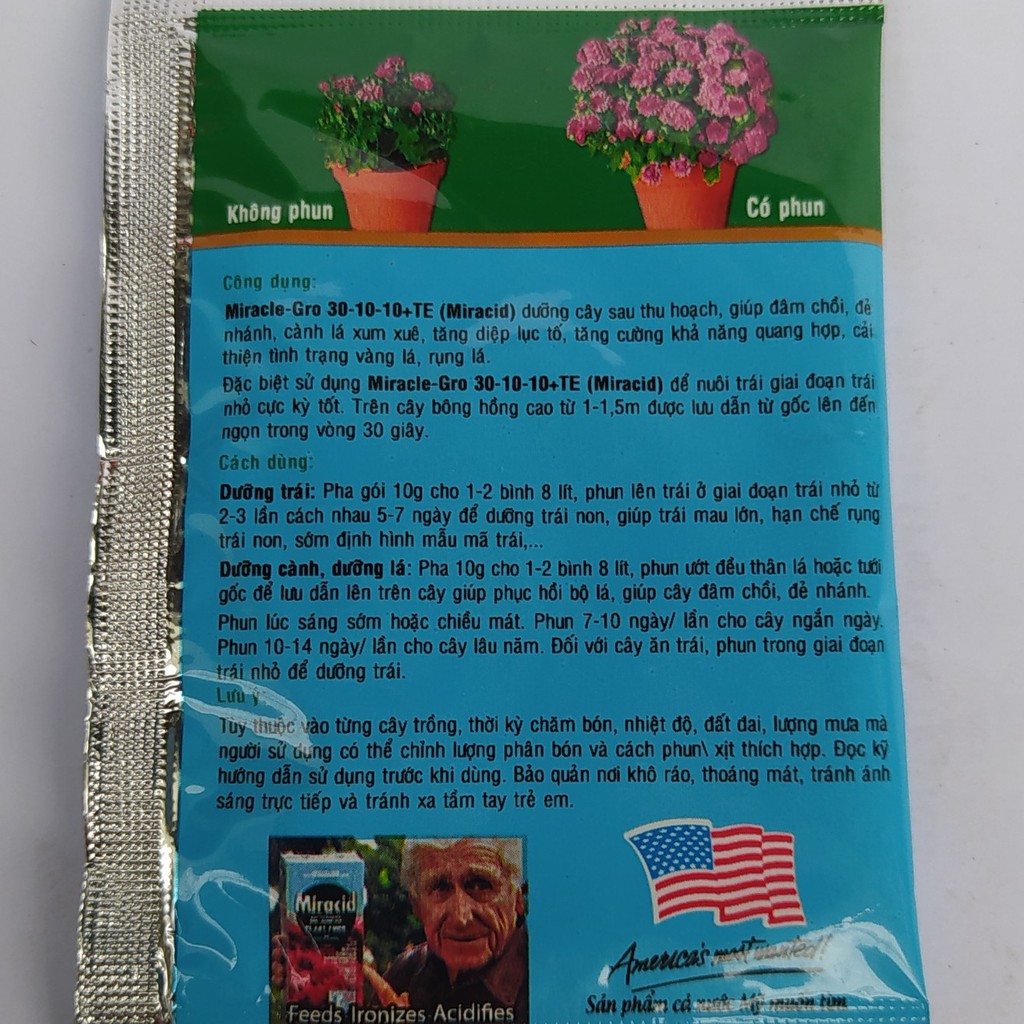 Không phun
Có phun
Công dụng:
Miracle-Gro 30-10-10+TE (Miracid) dưỡng cây sau thu hoạch, giúp đâm chồi, đẻ
nhánh, cành lá xum xuê, tăng diệp lục tố, tăng cường khả năng quang hợp, cải
thiện tình trạng vàng lá, rụng lá.
Đặc biệt sử dụng Miracle-Gro 30-10-10+TE (Miracid) để nuôi trái giai đoạn trái
nhỏ cực kỳ tốt. Trên cây bông hồng cao từ 1-1,5m được lưu dẫn từ gốc lên đến
ngọn trong vòng 30 giây.
Cách dùng:
Dưỡng trái: Pha gói 10g cho 1-2 bình 8 lít, phun lên trái ở giai đoạn trái nhỏ từ
2-3 lần cách nhau 5-7 ngày để dưỡng trái non, giúp trái mau lớn, hạn chế rụng
trái non, sớm định hình mẫu mã trái,...
Dưỡng cành, dưỡng lá: Pha 10g cho 1-2 bình 8 lít, phun ướt đều thân lá hoặc tưới
gốc để lưu dẫn lên trên cây giúp phục hồi bộ lá, giúp cây đâm chồi, đẻ nhánh.
Phun lúc sáng sớm hoặc chiều mát. Phun 7-10 ngày/ lần cho cây ngắn ngày.
Phun 10-14 ngày/ lần cho cây lâu năm. Đối với cây ăn trái, phun trong giai đoạn
trái nhỏ để dưỡng trái.
Lưu ý:
Tùy thuộc vào từng cây trồng, thời kỳ chăm bón, nhiệt độ, đất đai, lượng mưa mà
người sử dụng có thể chỉnh lượng phân bón và cách phun\ xịt thích hợp. Đọc kỹ
hướng dẫn sử dụng trước khi dùng. Bảo quản nơi khô ráo, thoáng mát, tránh ánh
sáng trực tiếp và tránh xa tầm tay trẻ em.
Miracid
Feeds Ironizes Acidifies
America's most wanted!
Sản phẩm cả nước Mỹ muốn tìm